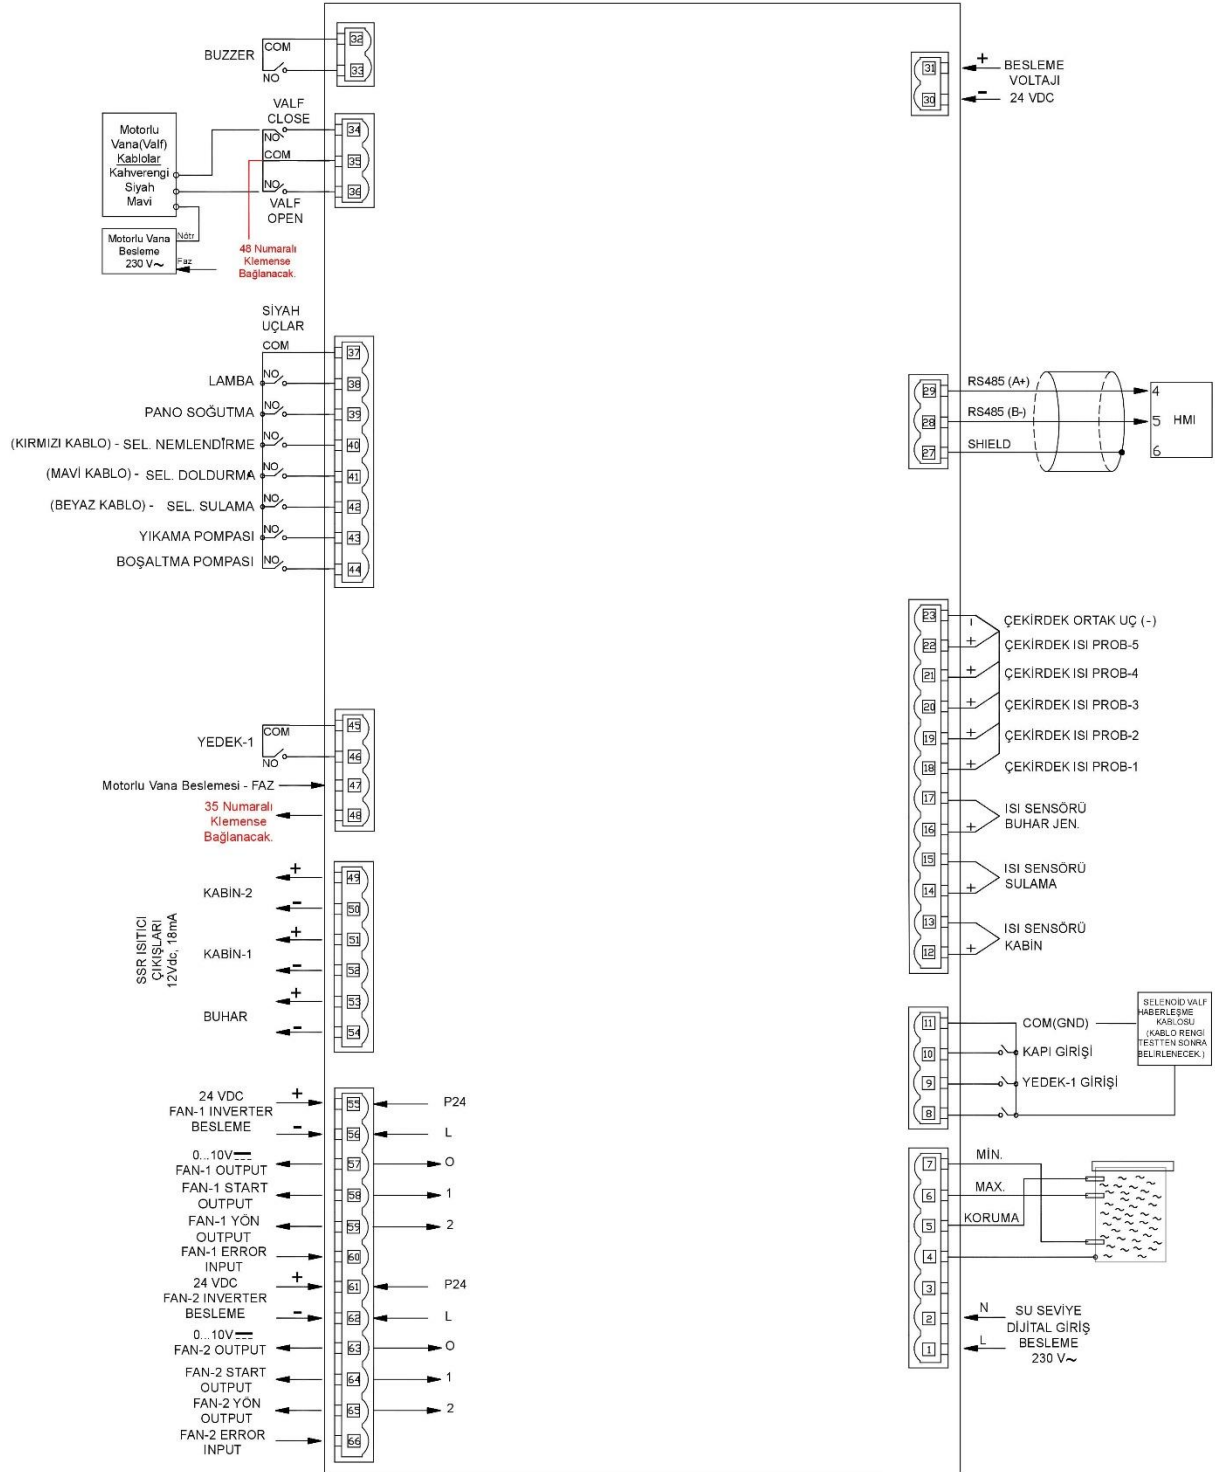 BUZZER
COM
NO
32
33
VALF
CLOSE
NO
COM
NO
VALF
OPEN
34
35
36
Motorlu
Vana(Valf)
Kablolar
Kahverengi
Siyah
Mavi
Motorlu Vana
Besleme
230 V~
Nötr
Faz
48 Numaralı
Klemense
Bağlanacak.
SİYAH
UÇLAR
COM
37
LAMBA
NO
38
PANO SOĞUTMA
NO
39
(KIRMIZI KABLO) - SEL. NEMLENDİRME
NO
40
(MAVİ KABLO) - SEL. DOLDURMA
NO
41
(BEYAZ KABLO) - SEL. SULAMA
NO
42
YIKAMA POMPASI
NO
43
BOŞALTMA POMPASI
NO
44
YEDEK-1
COM
NO
45
46
Motorlu Vana Beslemesi - FAZ
47
35 Numaralı
Klemense
Bağlanacak.
48
SSR ISITICI
ÇIKIŞLARI
12Vdc, 18mA
KABİN-2
+
-
49
50
KABİN-1
+
-
51
52
BUHAR
+
-
53
54
24 VDC
FAN-1 INVERTER
BESLEME
+
-
55
P24
56
L
0...10V
FAN-1 OUTPUT
57
O
FAN-1 START
OUTPUT
58
1
FAN-1 YÖN
OUTPUT
59
2
FAN-1 ERROR
INPUT
60
24 VDC
FAN-2 INVERTER
BESLEME
+
-
61
P24
62
L
0...10V
FAN-2 OUTPUT
63
O
FAN-2 START
OUTPUT
64
1
FAN-2 YÖN
OUTPUT
65
2
FAN-2 ERROR
INPUT
66
31
30
+
-
BESLEME
VOLTAJI
24 VDC
29
RS485 (A+)
4
28
RS485 (B-)
5
27
SHIELD
6
HMI
23
-
ÇEKİRDEK ORTAK UÇ (-)
22
+
ÇEKİRDEK ISI PROB-5
21
+
ÇEKİRDEK ISI PROB-4
20
+
ÇEKİRDEK ISI PROB-3
19
+
ÇEKİRDEK ISI PROB-2
18
+
ÇEKİRDEK ISI PROB-1
17
16
+
ISI SENSÖRÜ
BUHAR JEN.
15
14
+
ISI SENSÖRÜ
SULAMA
13
12
+
ISI SENSÖRÜ
KABİN
11
COM(GND)
10
KAPI GİRİŞİ
9
YEDEK-1 GİRİŞİ
8
SELENOİD VALF
HABERLEŞME
KABLOSU
(KABLO RENGİ
TESTTEN SONRA
BELİRLENECEK.)
7
MİN.
6
MAX.
5
KORUMA
4
3
2
N
1
L
SU SEVİYE
DİJİTAL GİRİŞ
BESLEME
230 V~